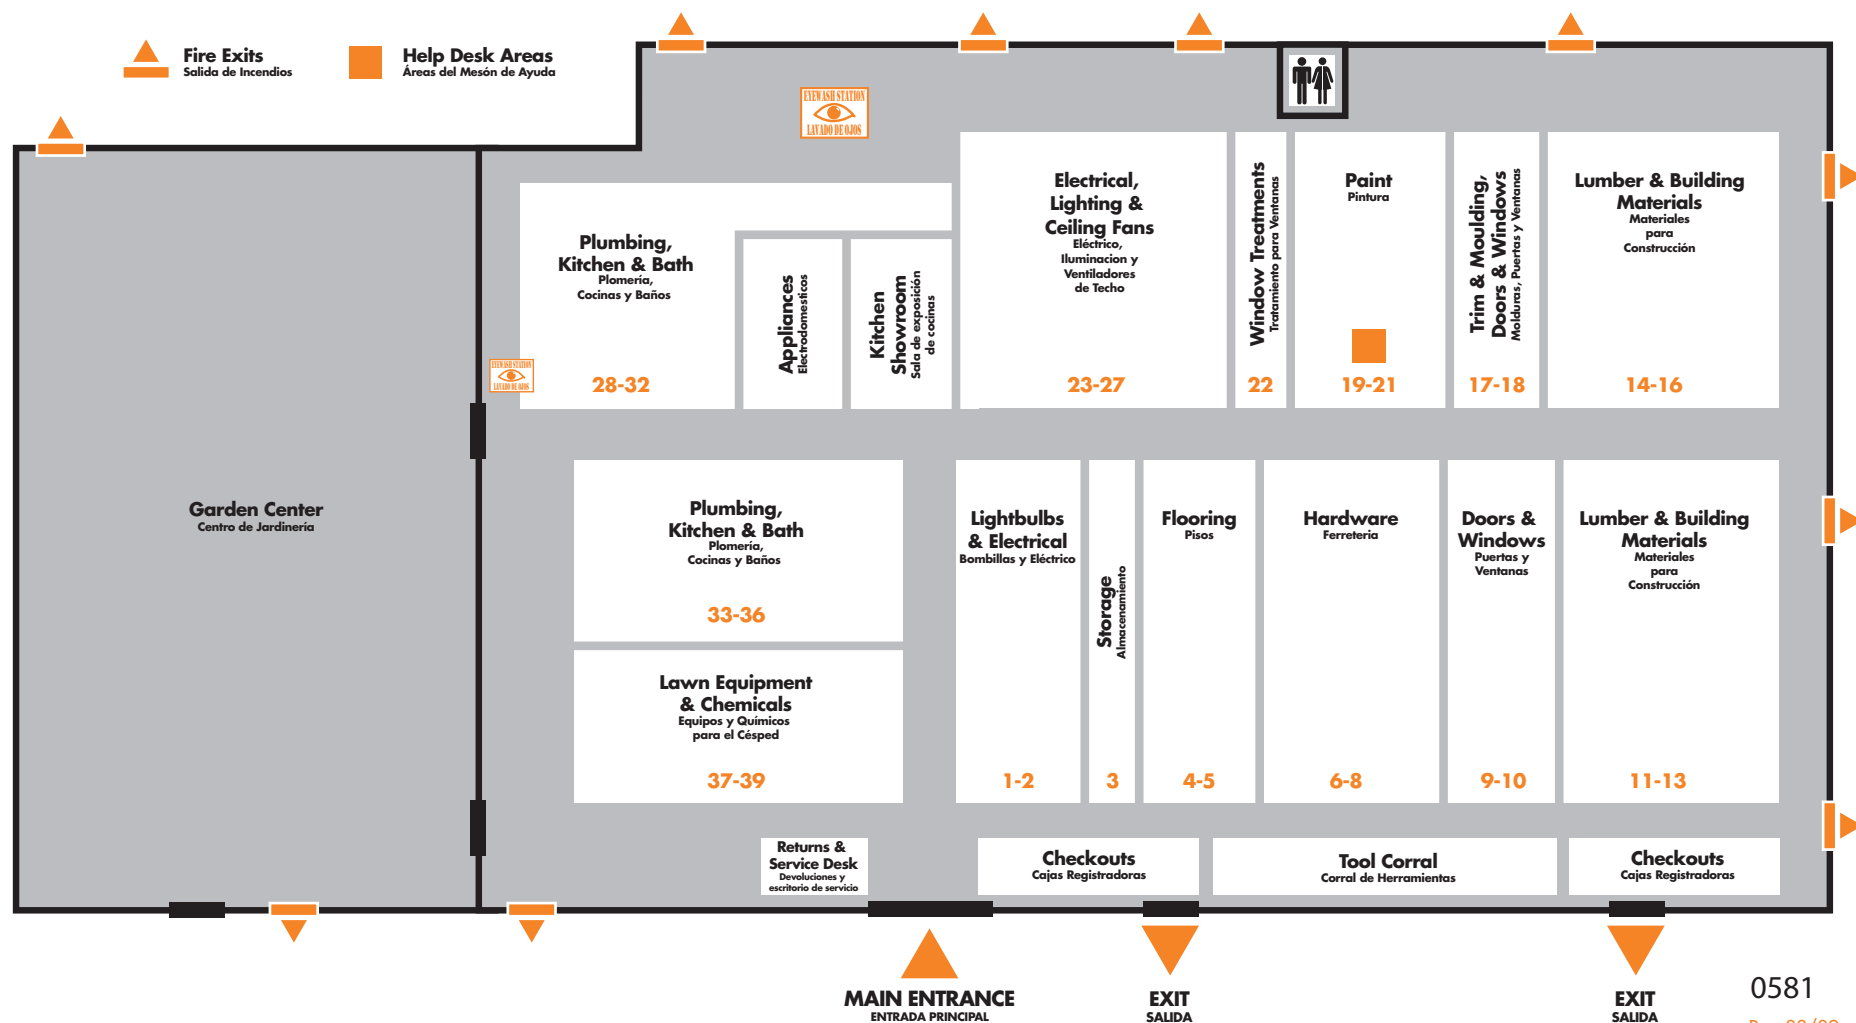 Fire Exits
Salida de Incendios
Help Desk Areas
Áreas del Mesón de Ayuda
EYEWASH STATION
LAVADO DE OJOS
Plumbing,
Kitchen & Bath
Plomería,
Cocinas y Baños
28-32
Appliances
Electrodomesticos
Kitchen
Showroom
Sala de exposición
de cocinas
Electrical,
Lighting &
Ceiling Fans
Eléctrico,
Iluminacion y
Ventiladores
de Techo
23-27
Window Treatments
Tratamiento para Ventanas
22
Paint
Pintura
19-21
Trim & Moulding,
Doors & Windows
Molduras, Puertas y Ventanas
17-18
Lumber & Building
Materials
Materiales
para
Construcción
14-16
EYEWASH STATION
LAVADO DE OJOS
Garden Center
Centro de Jardinería
Plumbing,
Kitchen & Bath
Plomería,
Cocinas y Baños
33-36
Lawn Equipment
& Chemicals
Equipos y Químicos
para el Césped
37-39
Lightbulbs
& Electrical
Bombillas y Eléctrico
1-2
Storage
Almacenamiento
3
Flooring
Pisos
4-5
Hardware
Ferreteria
6-8
Doors &
Windows
Puertas y
Ventanas
9-10
Lumber & Building
Materials
Materiales
para
Construcción
11-13
Returns &
Service Desk
Devoluciones y
escritorio de servicio
Checkouts
Cajas Registradoras
Tool Corral
Corral de Herramientas
Checkouts
Cajas Registradoras
MAIN ENTRANCE
ENTRADA PRINCIPAL
EXIT
SALIDA
EXIT
SALIDA
0581